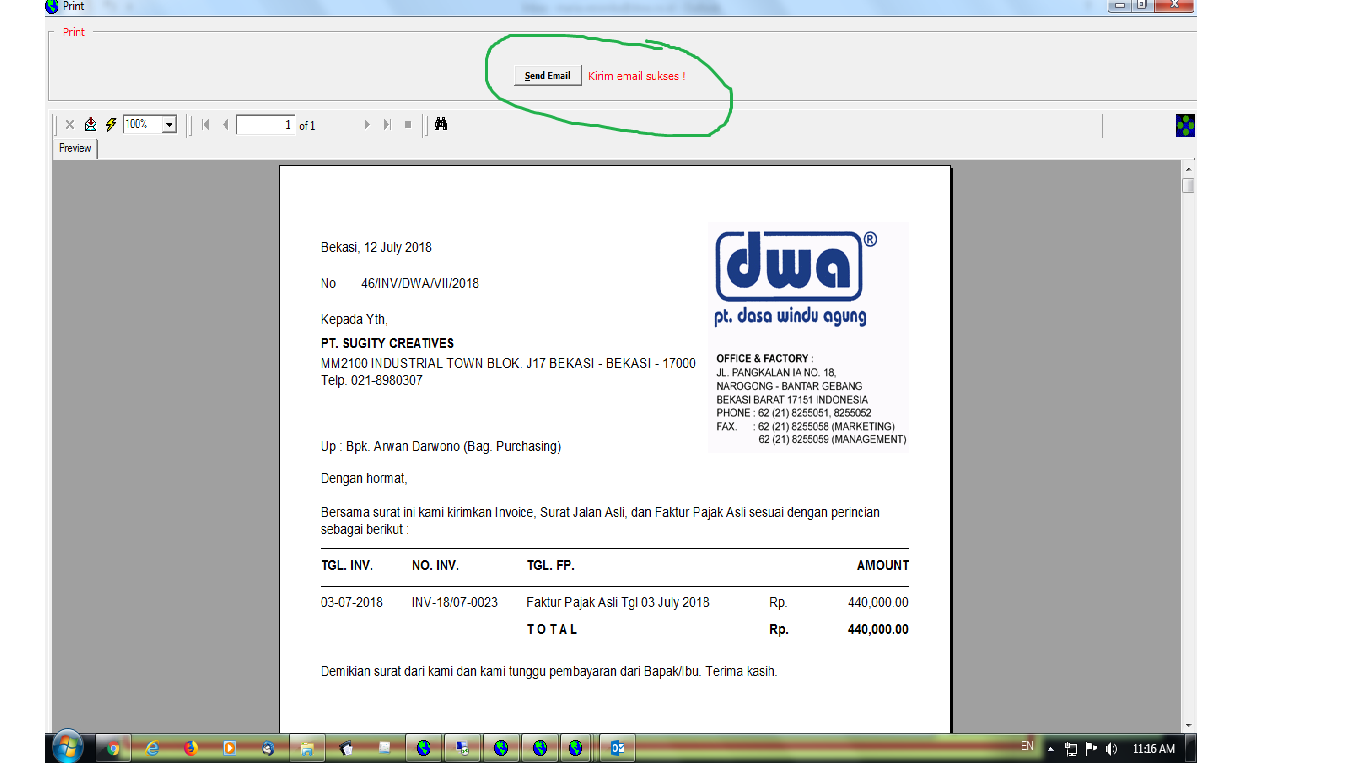 Print
Print
Send Email Kirim email sukses !
100% 1 of 1
Preview
Bekasi, 12 July 2018
No 46/INV/DWA/VII/2018
Kepada Yth,
PT. SUGITY CREATIVES
MM2100 INDUSTRIAL TOWN BLOK. J17 BEKASI - BEKASI - 17000
Telp. 021-8980307
dwa ®
pt. dasa windu agung
OFFICE & FACTORY :
JL. PANGKALAN IA NO. 18,
NAROGONG - BANTAR GEBANG
BEKASI BARAT 17151 INDONESIA
PHONE : 62 (21) 8255051, 8255052
FAX. : 62 (21) 8255058 (MARKETING)
62 (21) 8255059 (MANAGEMENT)
Up : Bpk. Arwan Darwono (Bag. Purchasing)
Dengan hormat,
Bersama surat ini kami kirimkan Invoice, Surat Jalan Asli, dan Faktur Pajak Asli sesuai dengan perincian
sebagai berikut :
TGL. INV. NO. INV. TGL. FP. AMOUNT
03-07-2018 INV-18/07-0023 Faktur Pajak Asli Tgl 03 July 2018 Rp. 440,000.00
T O T A L Rp. 440,000.00
Demikian surat dari kami dan kami tunggu pembayaran dari Bapak/Ibu. Terima kasih.
EN 11:16 AM